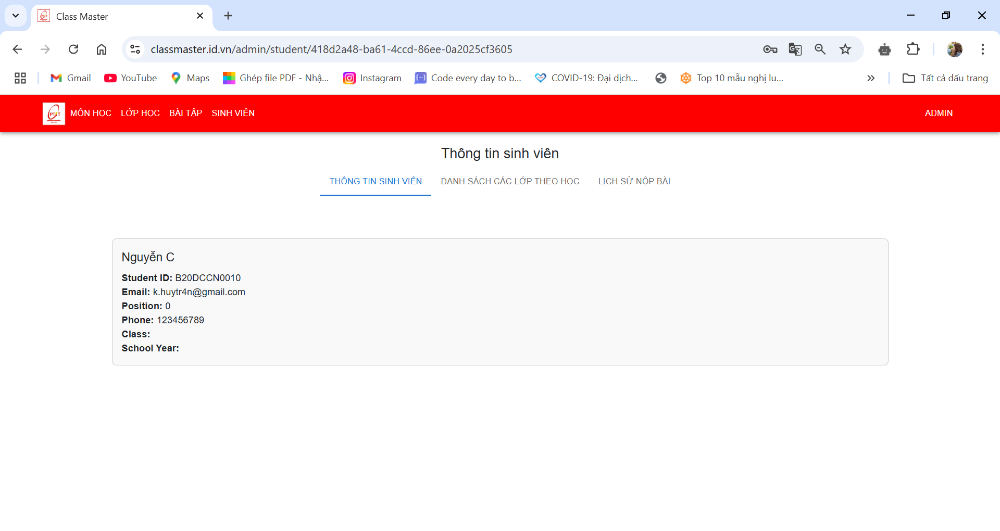 Class Master
classmaster.id.vn/admin/student/418d2a48-ba61-4ccd-86ee-0a2025cf3605
Gmail
YouTube
Maps
Ghép file PDF - Nhậ...
Instagram
Code every day to b...
COVID-19: Đại dịch...
Top 10 mẫu nghị lu...
Tất cả dấu trang
PTIT
MÔN HỌC
LỚP HỌC
BÀI TẬP
SINH VIÊN
ADMIN
Thông tin sinh viên
THÔNG TIN SINH VIÊN
DANH SÁCH CÁC LỚP THEO HỌC
LỊCH SỬ NỘP BÀI
Nguyễn C
Student ID: B20DCCN0010
Email: k.huytr4n@gmail.com
Position: 0
Phone: 123456789
Class:
School Year: